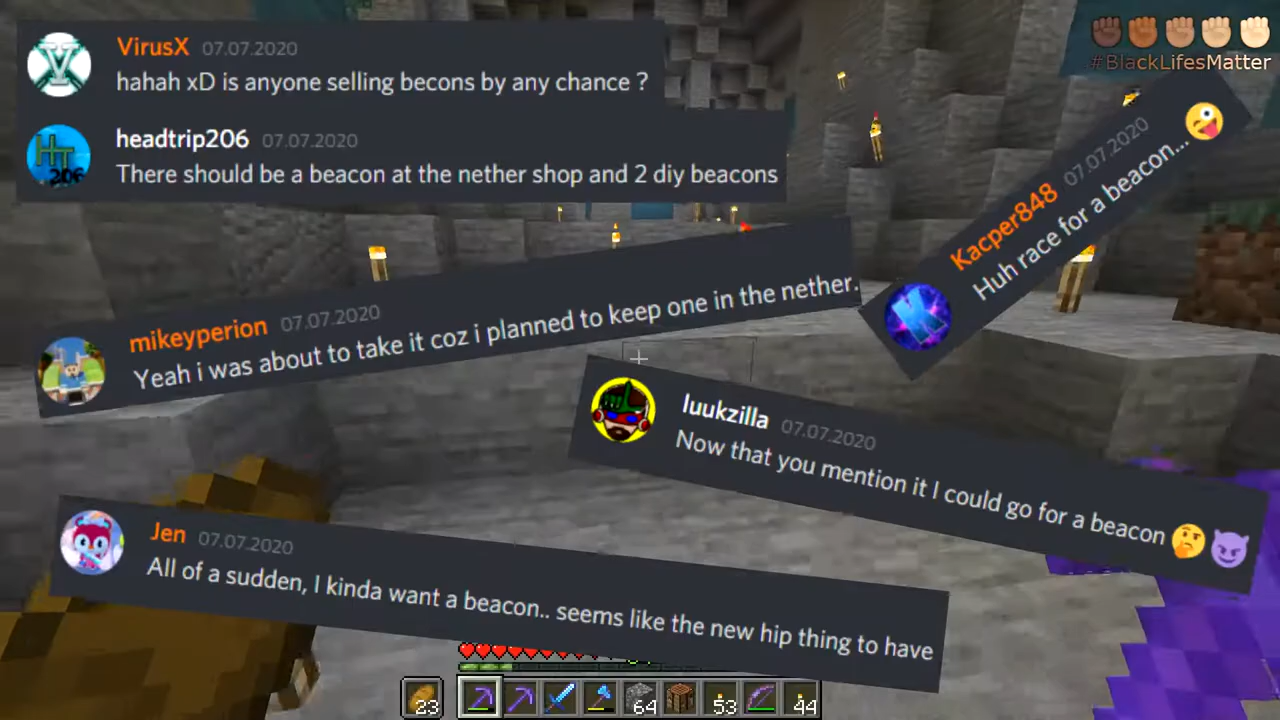 VirusX 07.07.2020
hahah xD is anyone selling becons by any chance ?
headtrip206 07.07.2020
There should be a beacon at the nether shop and 2 diy beacons
#BlackLifesMatter
Kacper848 07.07.2020
Huh race for a beacon... 😜
mikeyperion 07.07.2020
Yeah i was about to take it coz i planned to keep one in the nether.
luukzilla 07.07.2020
Now that you mention it I could go for a beacon 🤔 😈
Jen 07.07.2020
All of a sudden, I kinda want a beacon.. seems like the new hip thing to have
HT
206
23
64
53
44